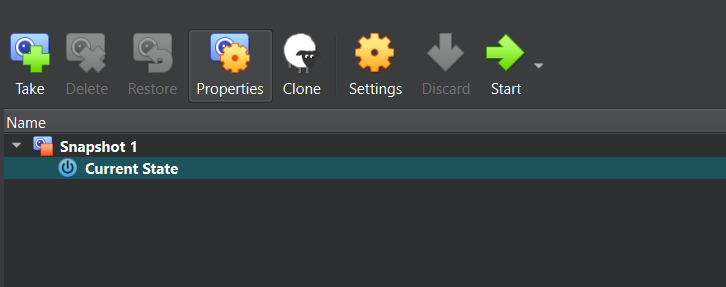 Take Delete Restore Properties Clone Settings Discard Start
Name
Snapshot 1
Current State